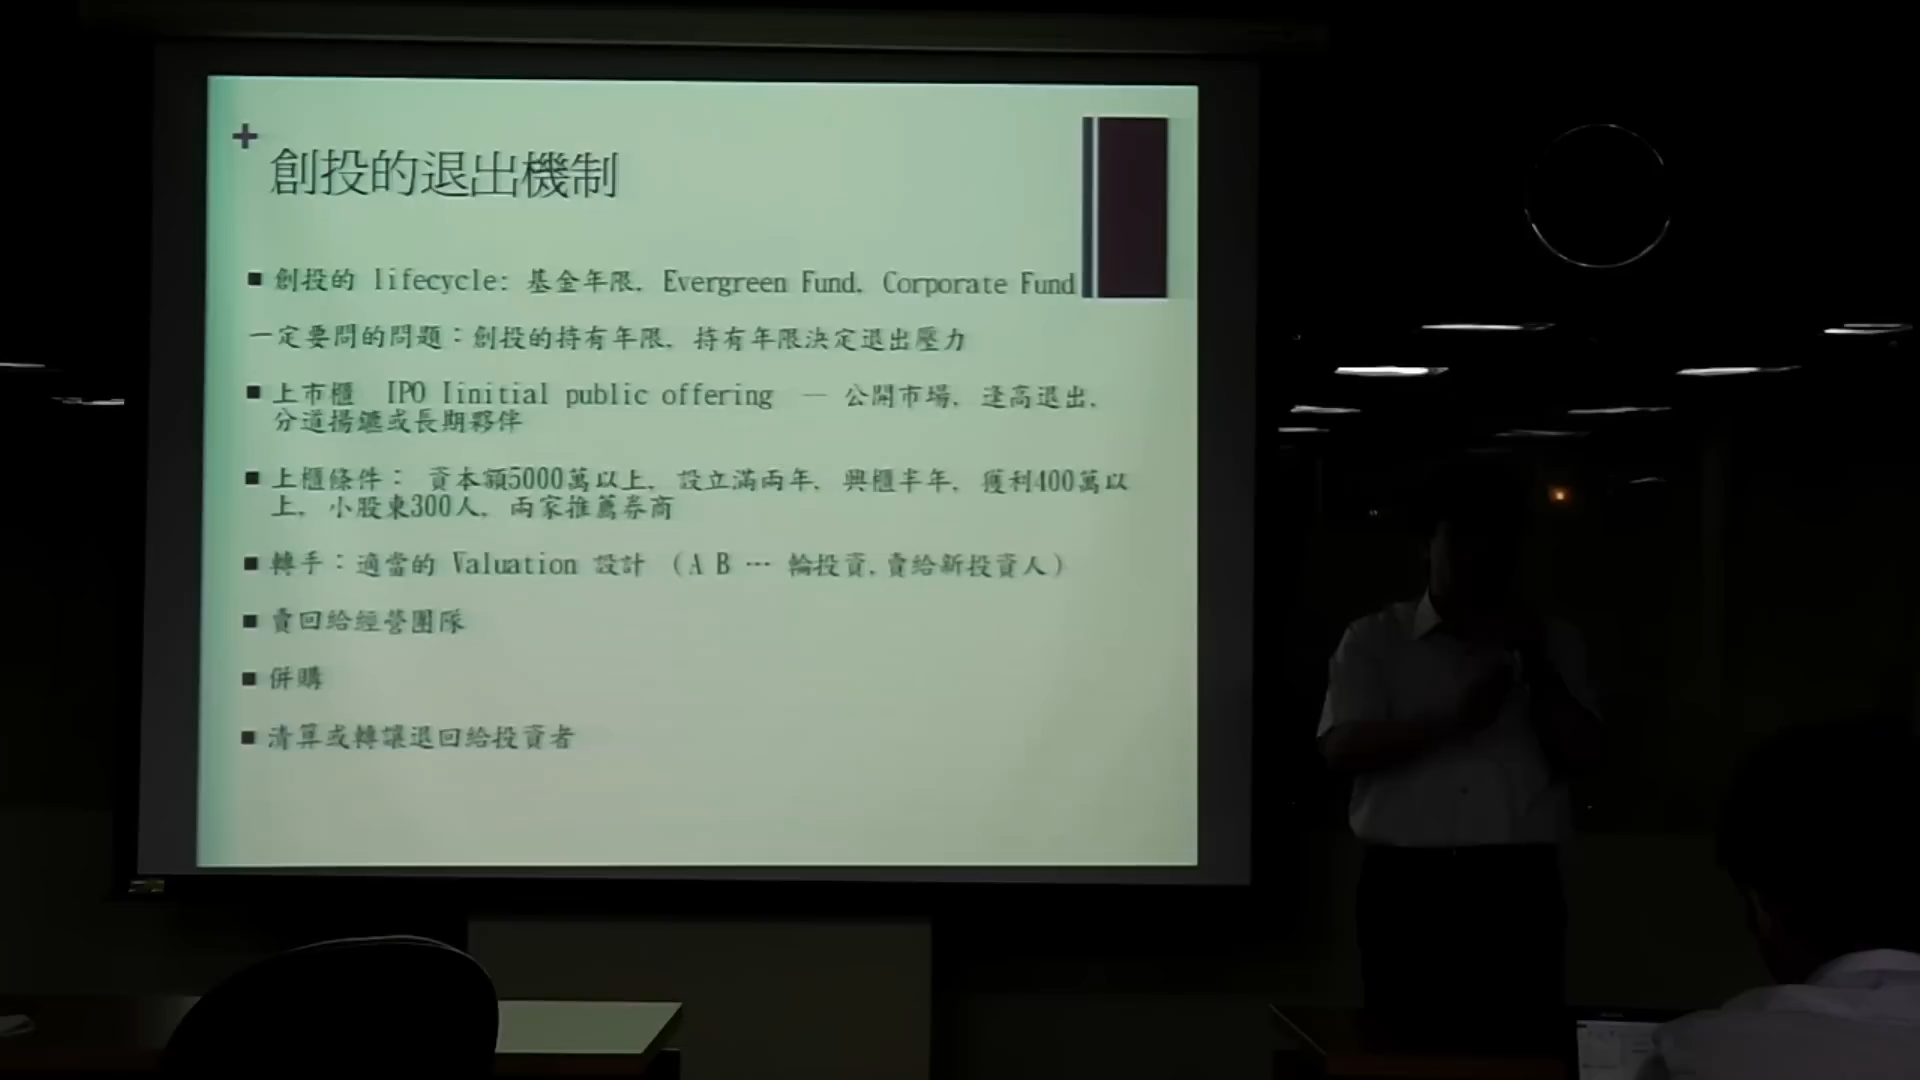 +
創投的退出機制
■ 創投的 lifecycle: 基金年限, Evergreen Fund, Corporate Fund
一定要問的問題：創投的持有年限, 持有年限決定退出壓力
■ 上市櫃 IPO Iinitial public offering — 公開市場, 逢高退出,
分道揚鑣或長期夥伴
■ 上櫃條件： 資本額5000萬以上, 設立滿兩年, 興櫃半年, 獲利400萬以
上, 小股東300人, 兩家推薦券商
■ 轉手：適當的 Valuation 設計 （A B … 輪投資,賣給新投資人）
■ 賣回給經營團隊
■ 併購
■ 清算或轉讓退回給投資者